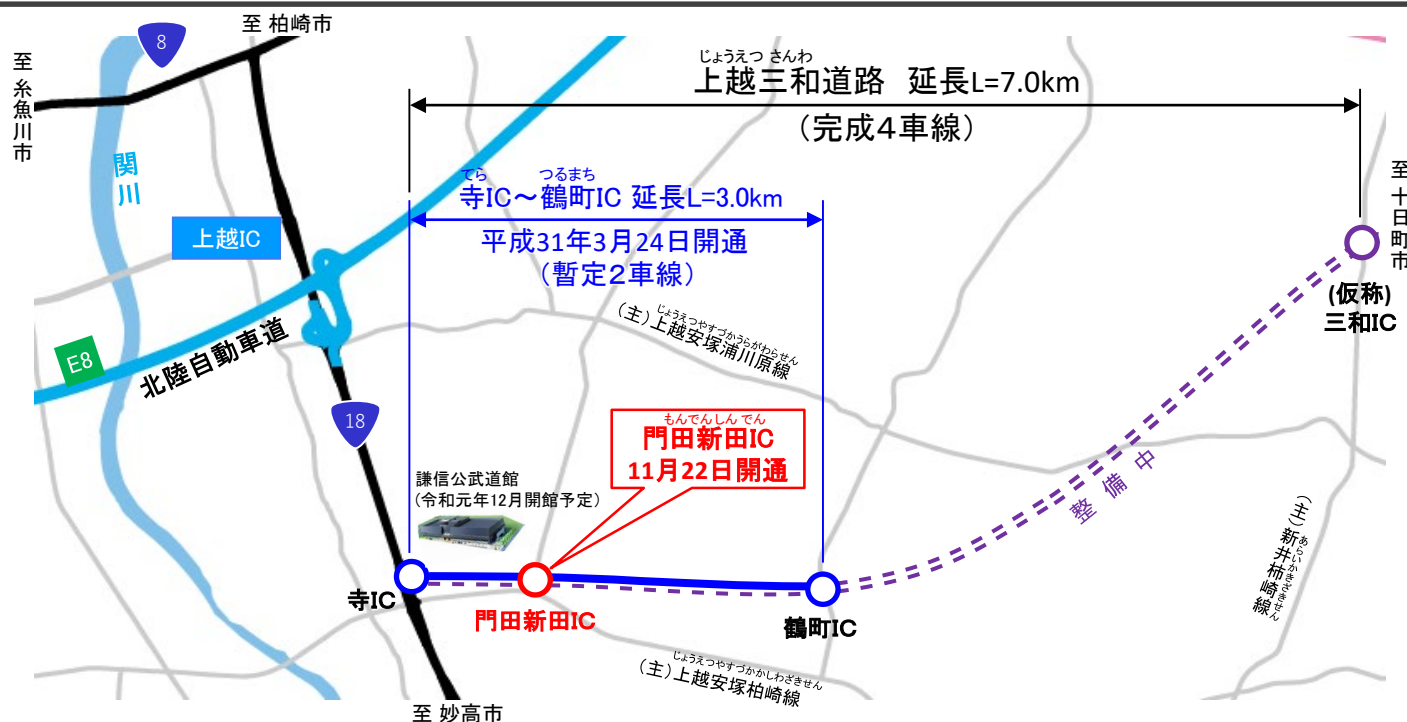 至 柏崎市
8
至 糸魚川市
じょうえつ さんわ
上越三和道路 延長L=7.0km
(完成4車線)
関川
てら つるまち
寺IC～鶴町IC 延長L=3.0km
平成31年3月24日開通
(暫定2車線)
至 十日町市
上越IC
(仮称)
三和IC
じょうえつやすづかうらがわらせん
(主)上越安塚浦川原線
E8
北陸自動車道
18
もんでんしんでん
門田新田IC
11月22日開通
謙信公武道館
(令和元年12月開館予定)
整備中
あらいかきざきせん
(主)新井柿崎線
寺IC
門田新田IC
鶴町IC
じょうえつやすづかかしわざきせん
(主)上越安塚柏崎線
至 妙高市